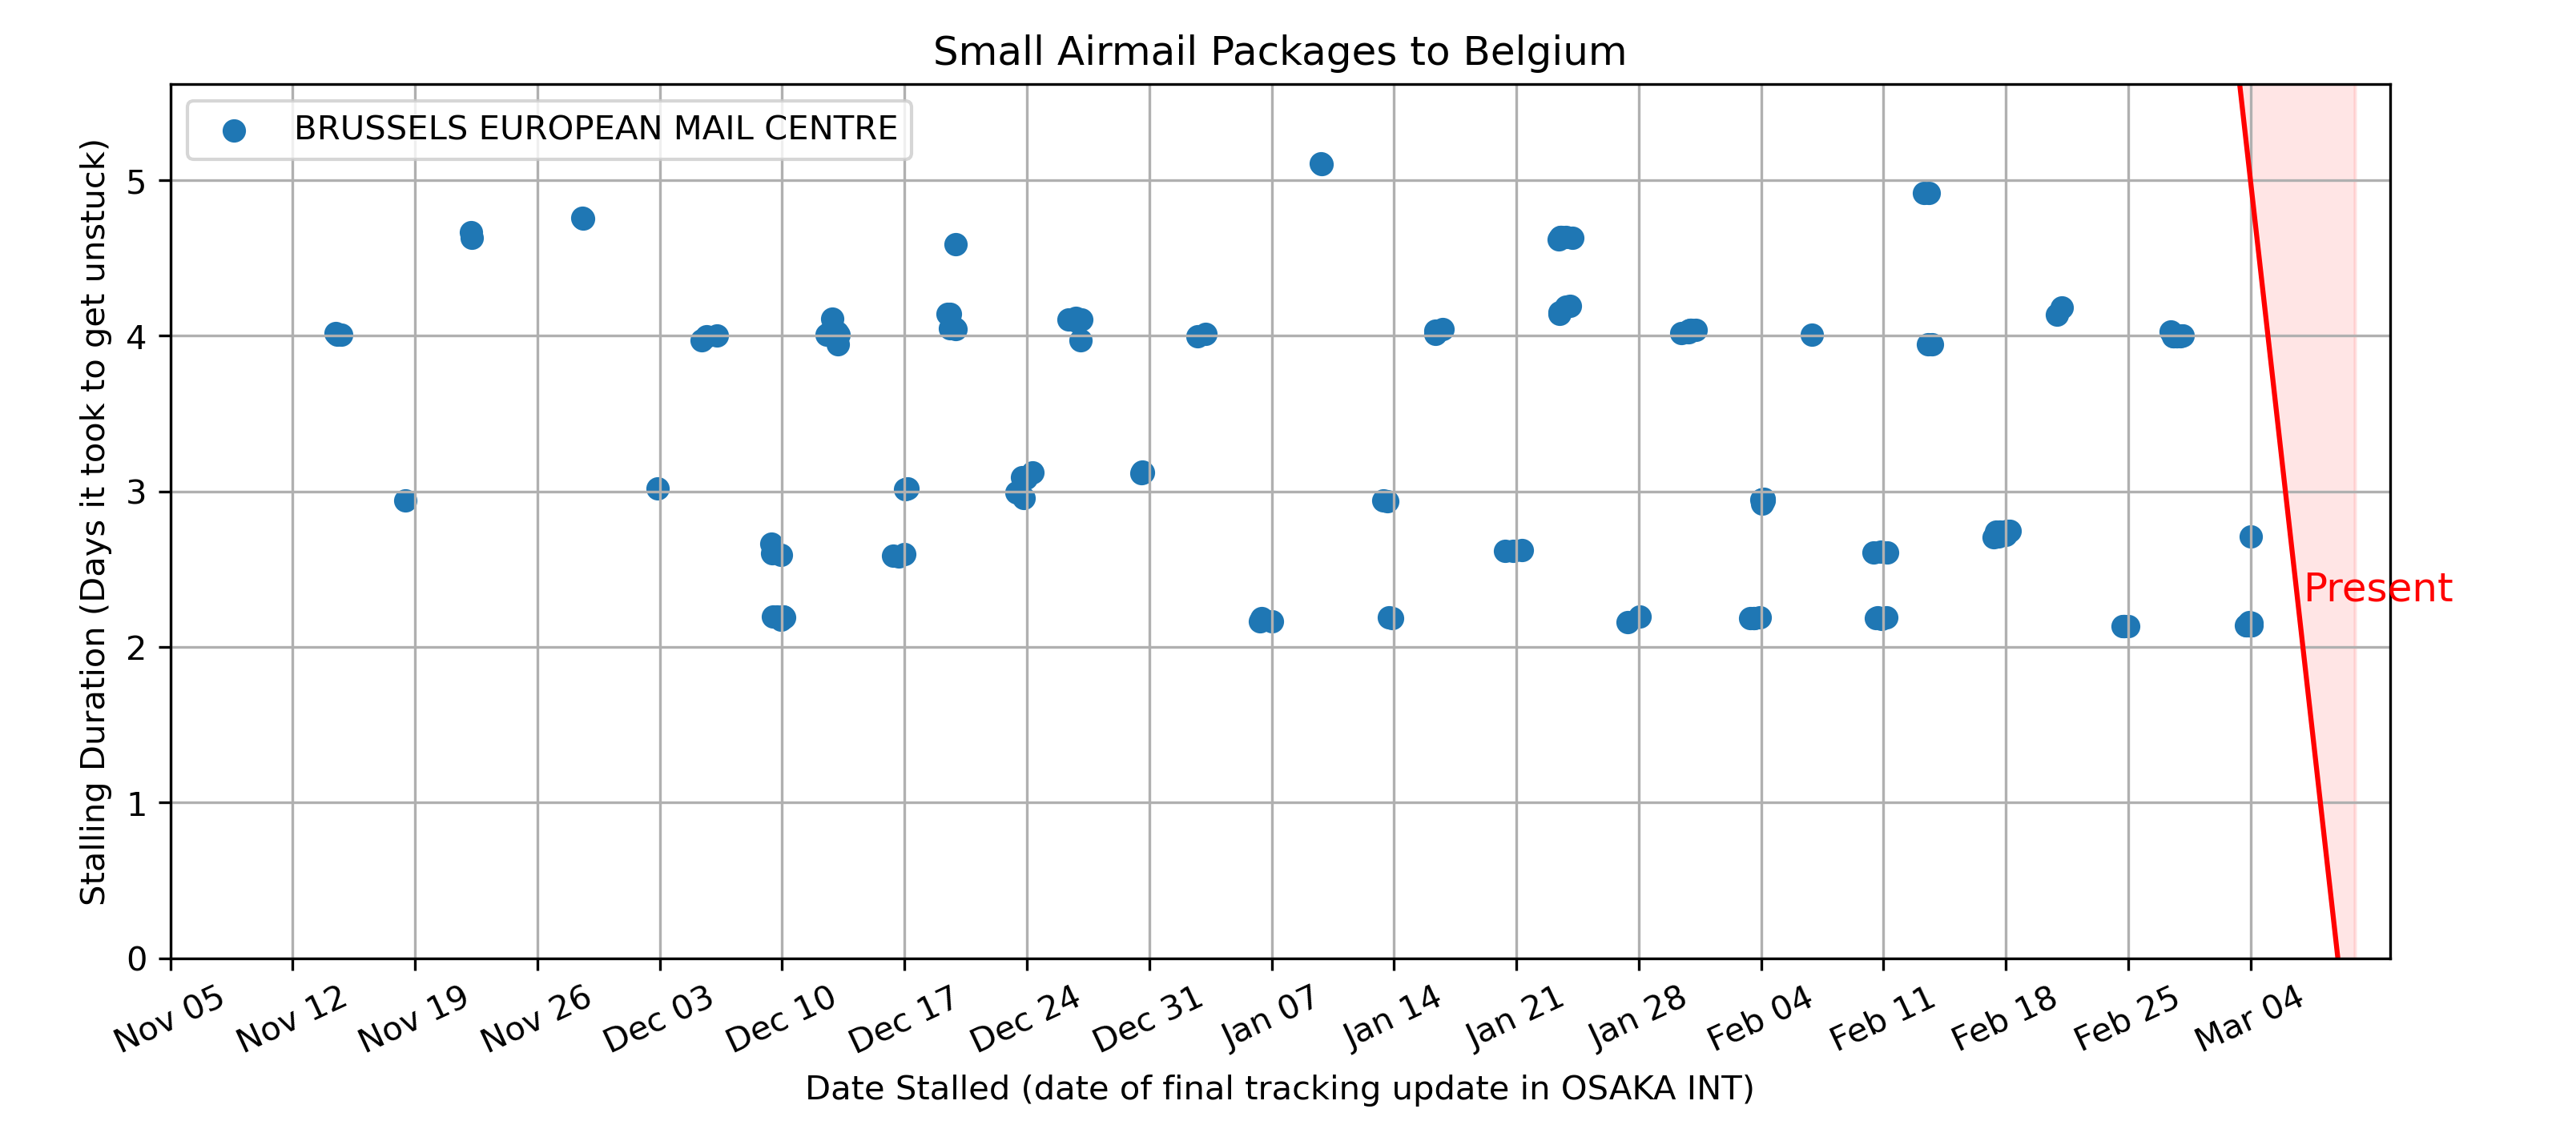 Small Airmail Packages to Belgium
BRUSSELS EUROPEAN MAIL CENTRE
Stalling Duration (Days it took to get unstuck)
5
4
3
2
1
0
Present
Nov 05
Nov 12
Nov 19
Nov 26
Dec 03
Dec 10
Dec 17
Dec 24
Dec 31
Jan 07
Jan 14
Jan 21
Jan 28
Feb 04
Feb 11
Feb 18
Feb 25
Mar 04
Date Stalled (date of final tracking update in OSAKA INT)